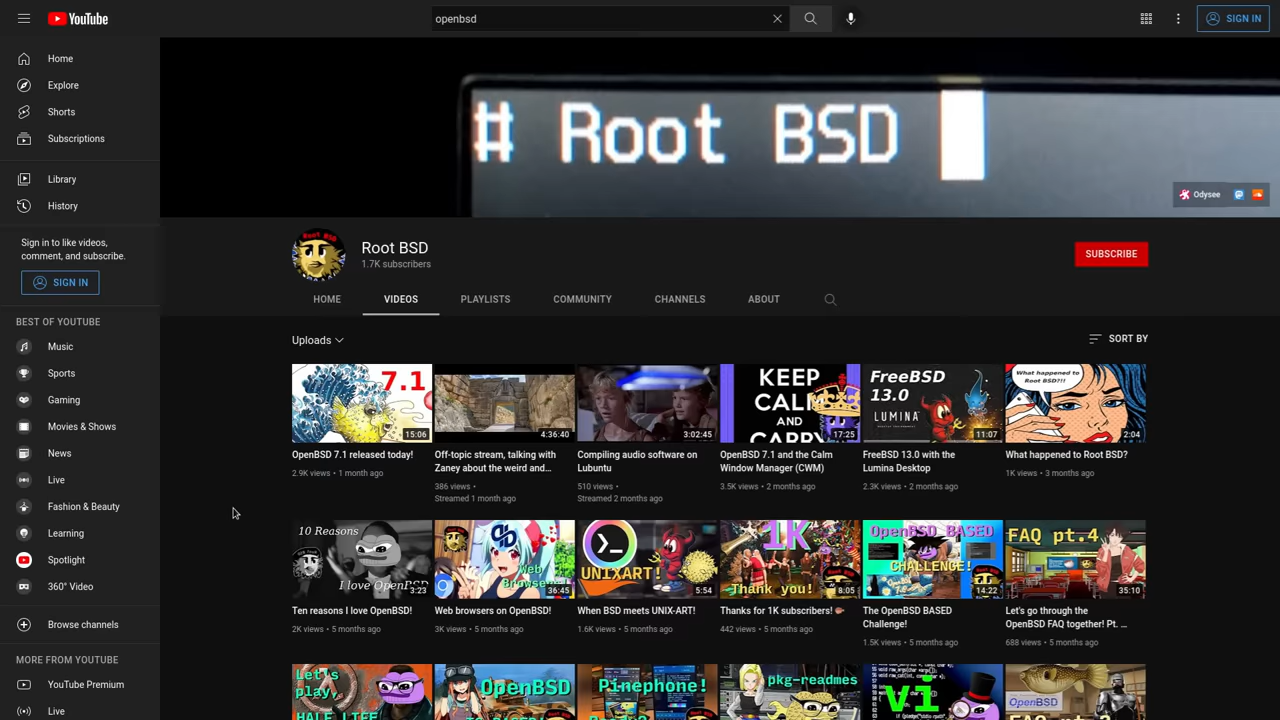 YouTube
openbsd
SIGN IN
Home
Explore
Shorts
Subscriptions
Library
History
Sign in to like videos,
comment, and subscribe.
SIGN IN
BEST OF YOUTUBE
Music
Sports
Gaming
Movies & Shows
News
Live
Fashion & Beauty
Learning
Spotlight
360° Video
Browse channels
MORE FROM YOUTUBE
YouTube Premium
Live
# Root BSD
Odysee
Root BSD
1.7K subscribers
SUBSCRIBE
HOME
VIDEOS
PLAYLISTS
COMMUNITY
CHANNELS
ABOUT
Uploads
SORT BY
7.1
15:06
OpenBSD 7.1 released today!
2.9K views • 1 month ago
4:36:40
Off-topic stream, talking with
Zaney about the weird and...
386 views •
Streamed 1 month ago
3:02:45
Compiling audio software on
Lubuntu
510 views •
Streamed 2 months ago
KEEP
CALM
AND
CARRY
17:25
OpenBSD 7.1 and the Calm
Window Manager (CWM)
3.5K views • 2 months ago
FreeBSD
13.0
LUMINA
11:07
FreeBSD 13.0 with the
Lumina Desktop
2.3K views • 2 months ago
What happened to
Root BSD?!!
2:04
What happened to Root BSD?
1K views • 3 months ago
10 Reasons
I love OpenBSD
3:23
Ten reasons I love OpenBSD!
2K views • 5 months ago
Web
Browsers
36:45
Web browsers on OpenBSD!
3K views • 5 months ago
UNIXART!
5:54
When BSD meets UNIX-ART!
1.6K views • 5 months ago
1K
Thank you!
8:05
Thanks for 1K subscribers!
442 views • 5 months ago
OpenBSD BASED
CHALLENGE!
14:22
The OpenBSD BASED
Challenge!
1.5K views • 5 months ago
FAQ pt.4
35:10
Let's go through the
OpenBSD FAQ together! Pt. ...
688 views • 5 months ago
Let's
play,
HALF LIFE
OpenBSD
Pinephone!
pkg-readmes
vi
OpenBSD